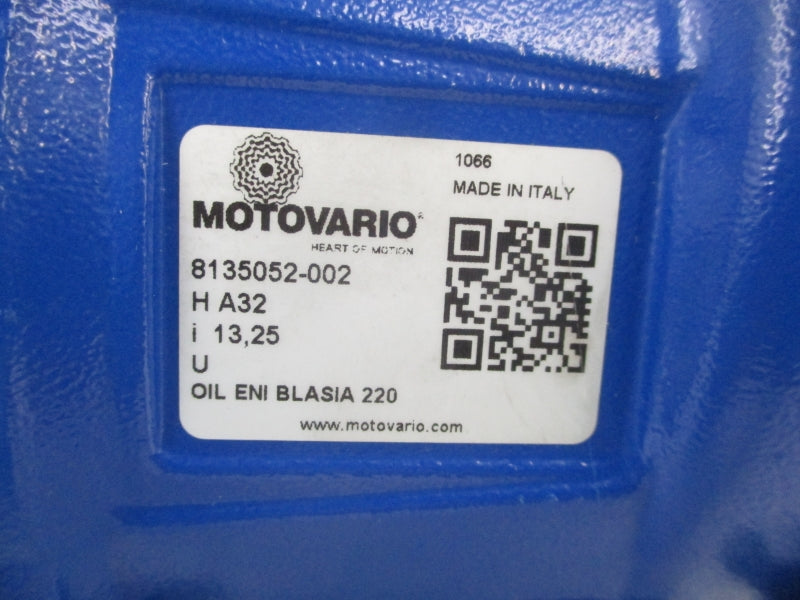 1066
MADE IN ITALY
MOTOVARIO®
HEART OF MOTION
8135052-002
H A32
i 13,25
U
OIL ENI BLASIA 220
www.motovario.com